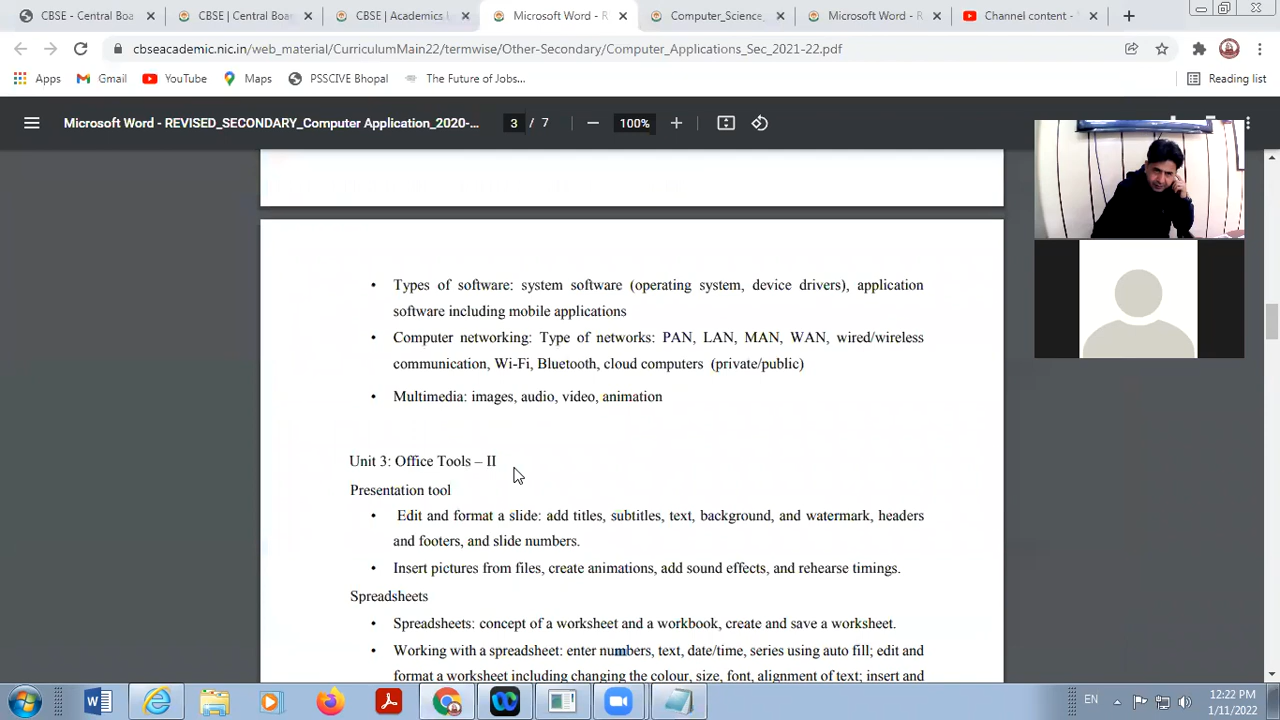 CBSE - Central Boa
CBSE | Central Boa
CBSE | Academics
Microsoft Word - R
Computer_Science_
Microsoft Word - R
Channel content -
cbseacademic.nic.in/web_material/CurriculumMain22/termwise/Other-Secondary/Computer_Applications_Sec_2021-22.pdf
Apps
Gmail
YouTube
Maps
PSSCIVE Bhopal
The Future of Jobs...
Reading list
Microsoft Word - REVISED_SECONDARY_Computer Application_2020-...
3 / 7
100%
• Types of software: system software (operating system, device drivers), application
software including mobile applications
• Computer networking: Type of networks: PAN, LAN, MAN, WAN, wired/wireless
communication, Wi-Fi, Bluetooth, cloud computers (private/public)
• Multimedia: images, audio, video, animation
Unit 3: Office Tools – II
Presentation tool
• Edit and format a slide: add titles, subtitles, text, background, and watermark, headers
and footers, and slide numbers.
• Insert pictures from files, create animations, add sound effects, and rehearse timings.
Spreadsheets
• Spreadsheets: concept of a worksheet and a workbook, create and save a worksheet.
• Working with a spreadsheet: enter numbers, text, date/time, series using auto fill; edit and
format a worksheet including changing the colour, size, font, alignment of text; insert and
EN
12:22 PM
1/11/2022